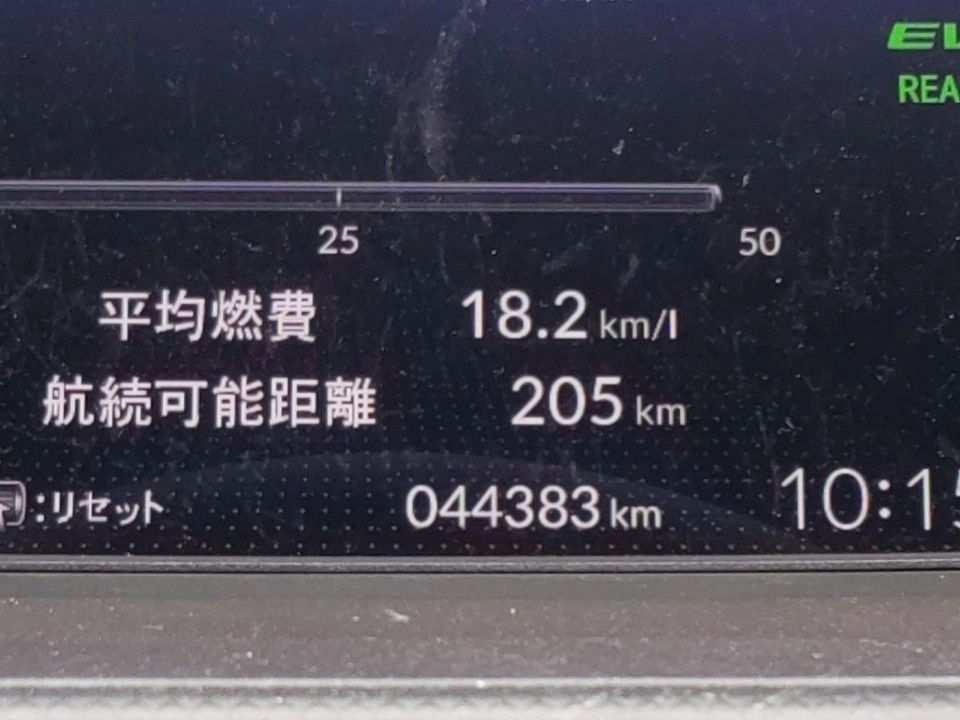 EV
REA
25 50
平均燃費 18.2 km/l
航続可能距離 205 km
:リセット 044383 km 10:15